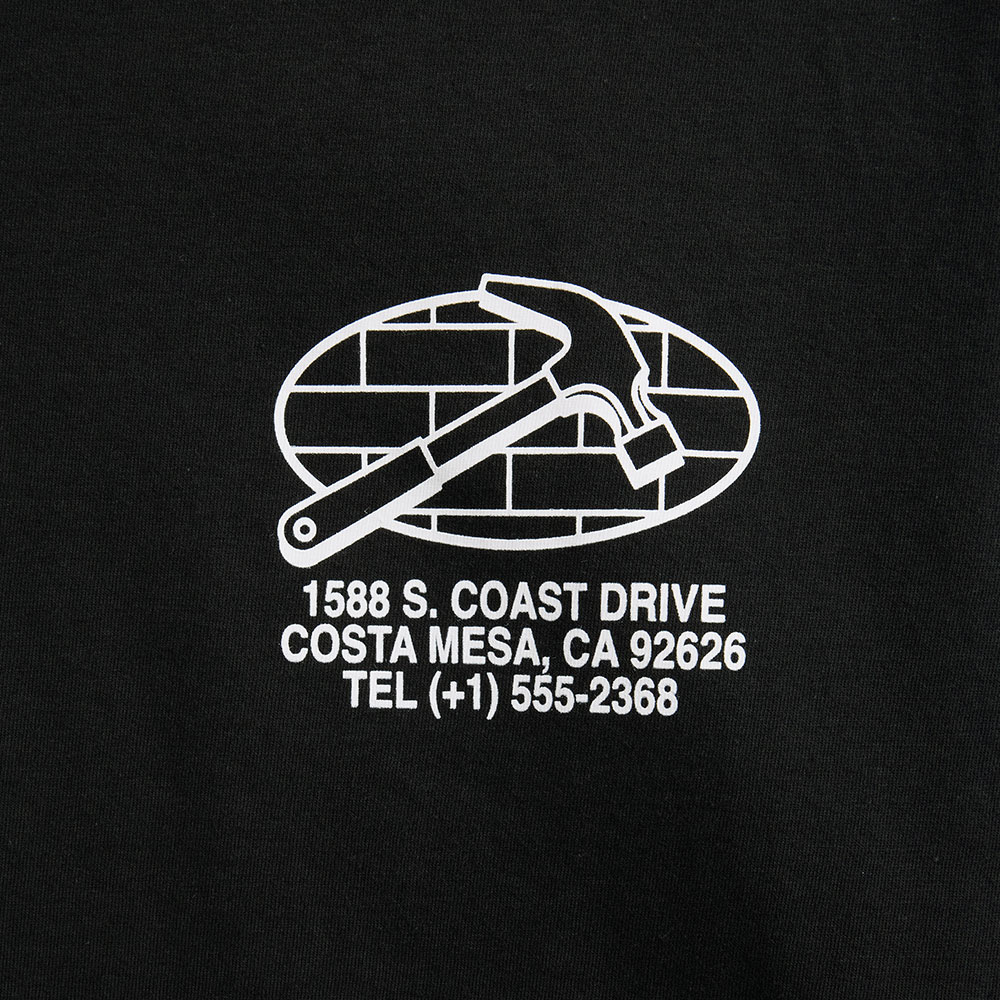 1588 S. COAST DRIVE
COSTA MESA, CA 92626
TEL (+1) 555-2368